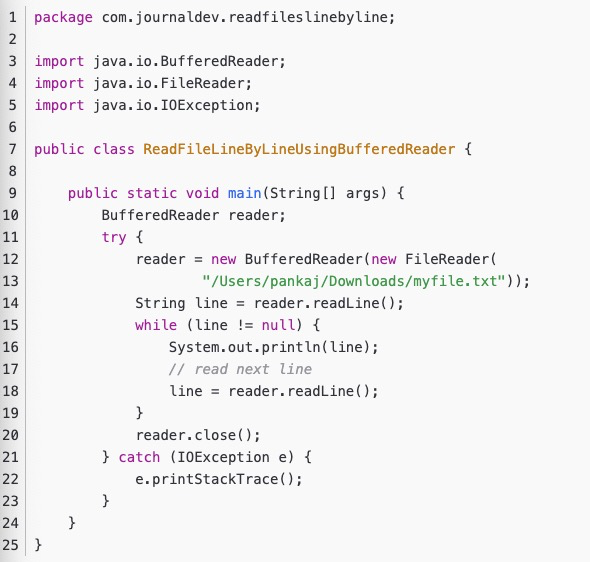 1 package com.journaldev.readfileslinebyline;
2
3 import java.io.BufferedReader;
4 import java.io.FileReader;
5 import java.io.IOException;
6
7 public class ReadFileLineByLineUsingBufferedReader {
8
9     public static void main(String[] args) {
10         BufferedReader reader;
11         try {
12             reader = new BufferedReader(new FileReader(
13                     "/Users/pankaj/Downloads/myfile.txt"));
14             String line = reader.readLine();
15             while (line != null) {
16                 System.out.println(line);
17                 // read next line
18                 line = reader.readLine();
19             }
20             reader.close();
21         } catch (IOException e) {
22             e.printStackTrace();
23         }
24     }
25 }